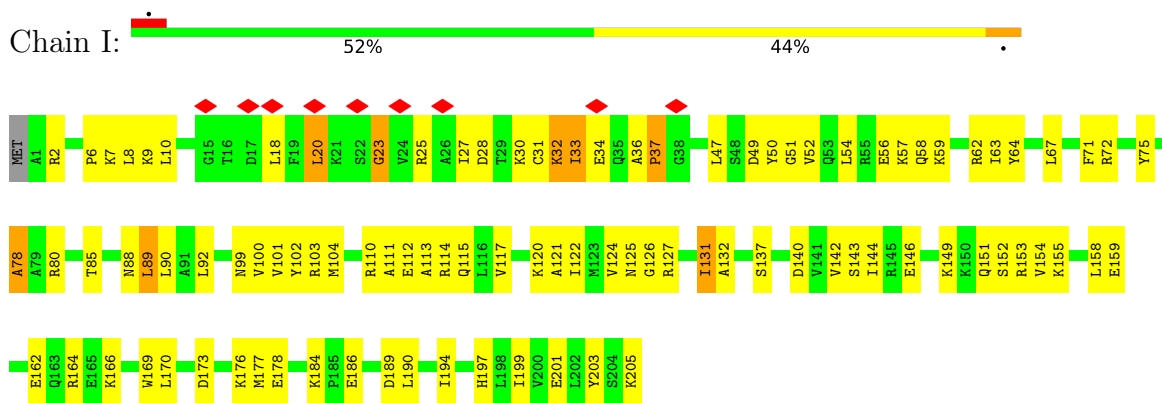 Chain I:
52% 44%
MET A1 R2 P6 K7 L8 K9 L10 G15 T16 D17 L18 F19 L20 K21 S22 G23 V24 R25 A26 I27 D28 T29 K30 C31 K32 I33 E34 Q35 A36 P37 G38 L47 S48 D49 Y50 G51 V52 Q53 L54 R55 E56 K57 Q58 K59 R62 I63 Y64 L67 F71 R72 Y75
A78 A79 R80 T85 N88 L89 L90 A91 L92 N99 V100 V101 Y102 R103 M104 R110 A111 E112 A113 R114 Q115 L116 V117 K120 A121 I122 M123 V124 N125 G126 R127 I131 A132 S137 D140 V141 V142 S143 I144 R145 E146 K149 K150 Q151 S152 R153 V154 K155 L158 E159
E162 Q163 R164 E165 K166 W169 L170 D173 K176 M177 E178 K184 P185 E186 D189 L190 I194 H197 L198 I199 V200 E201 L202 Y203 S204 K205